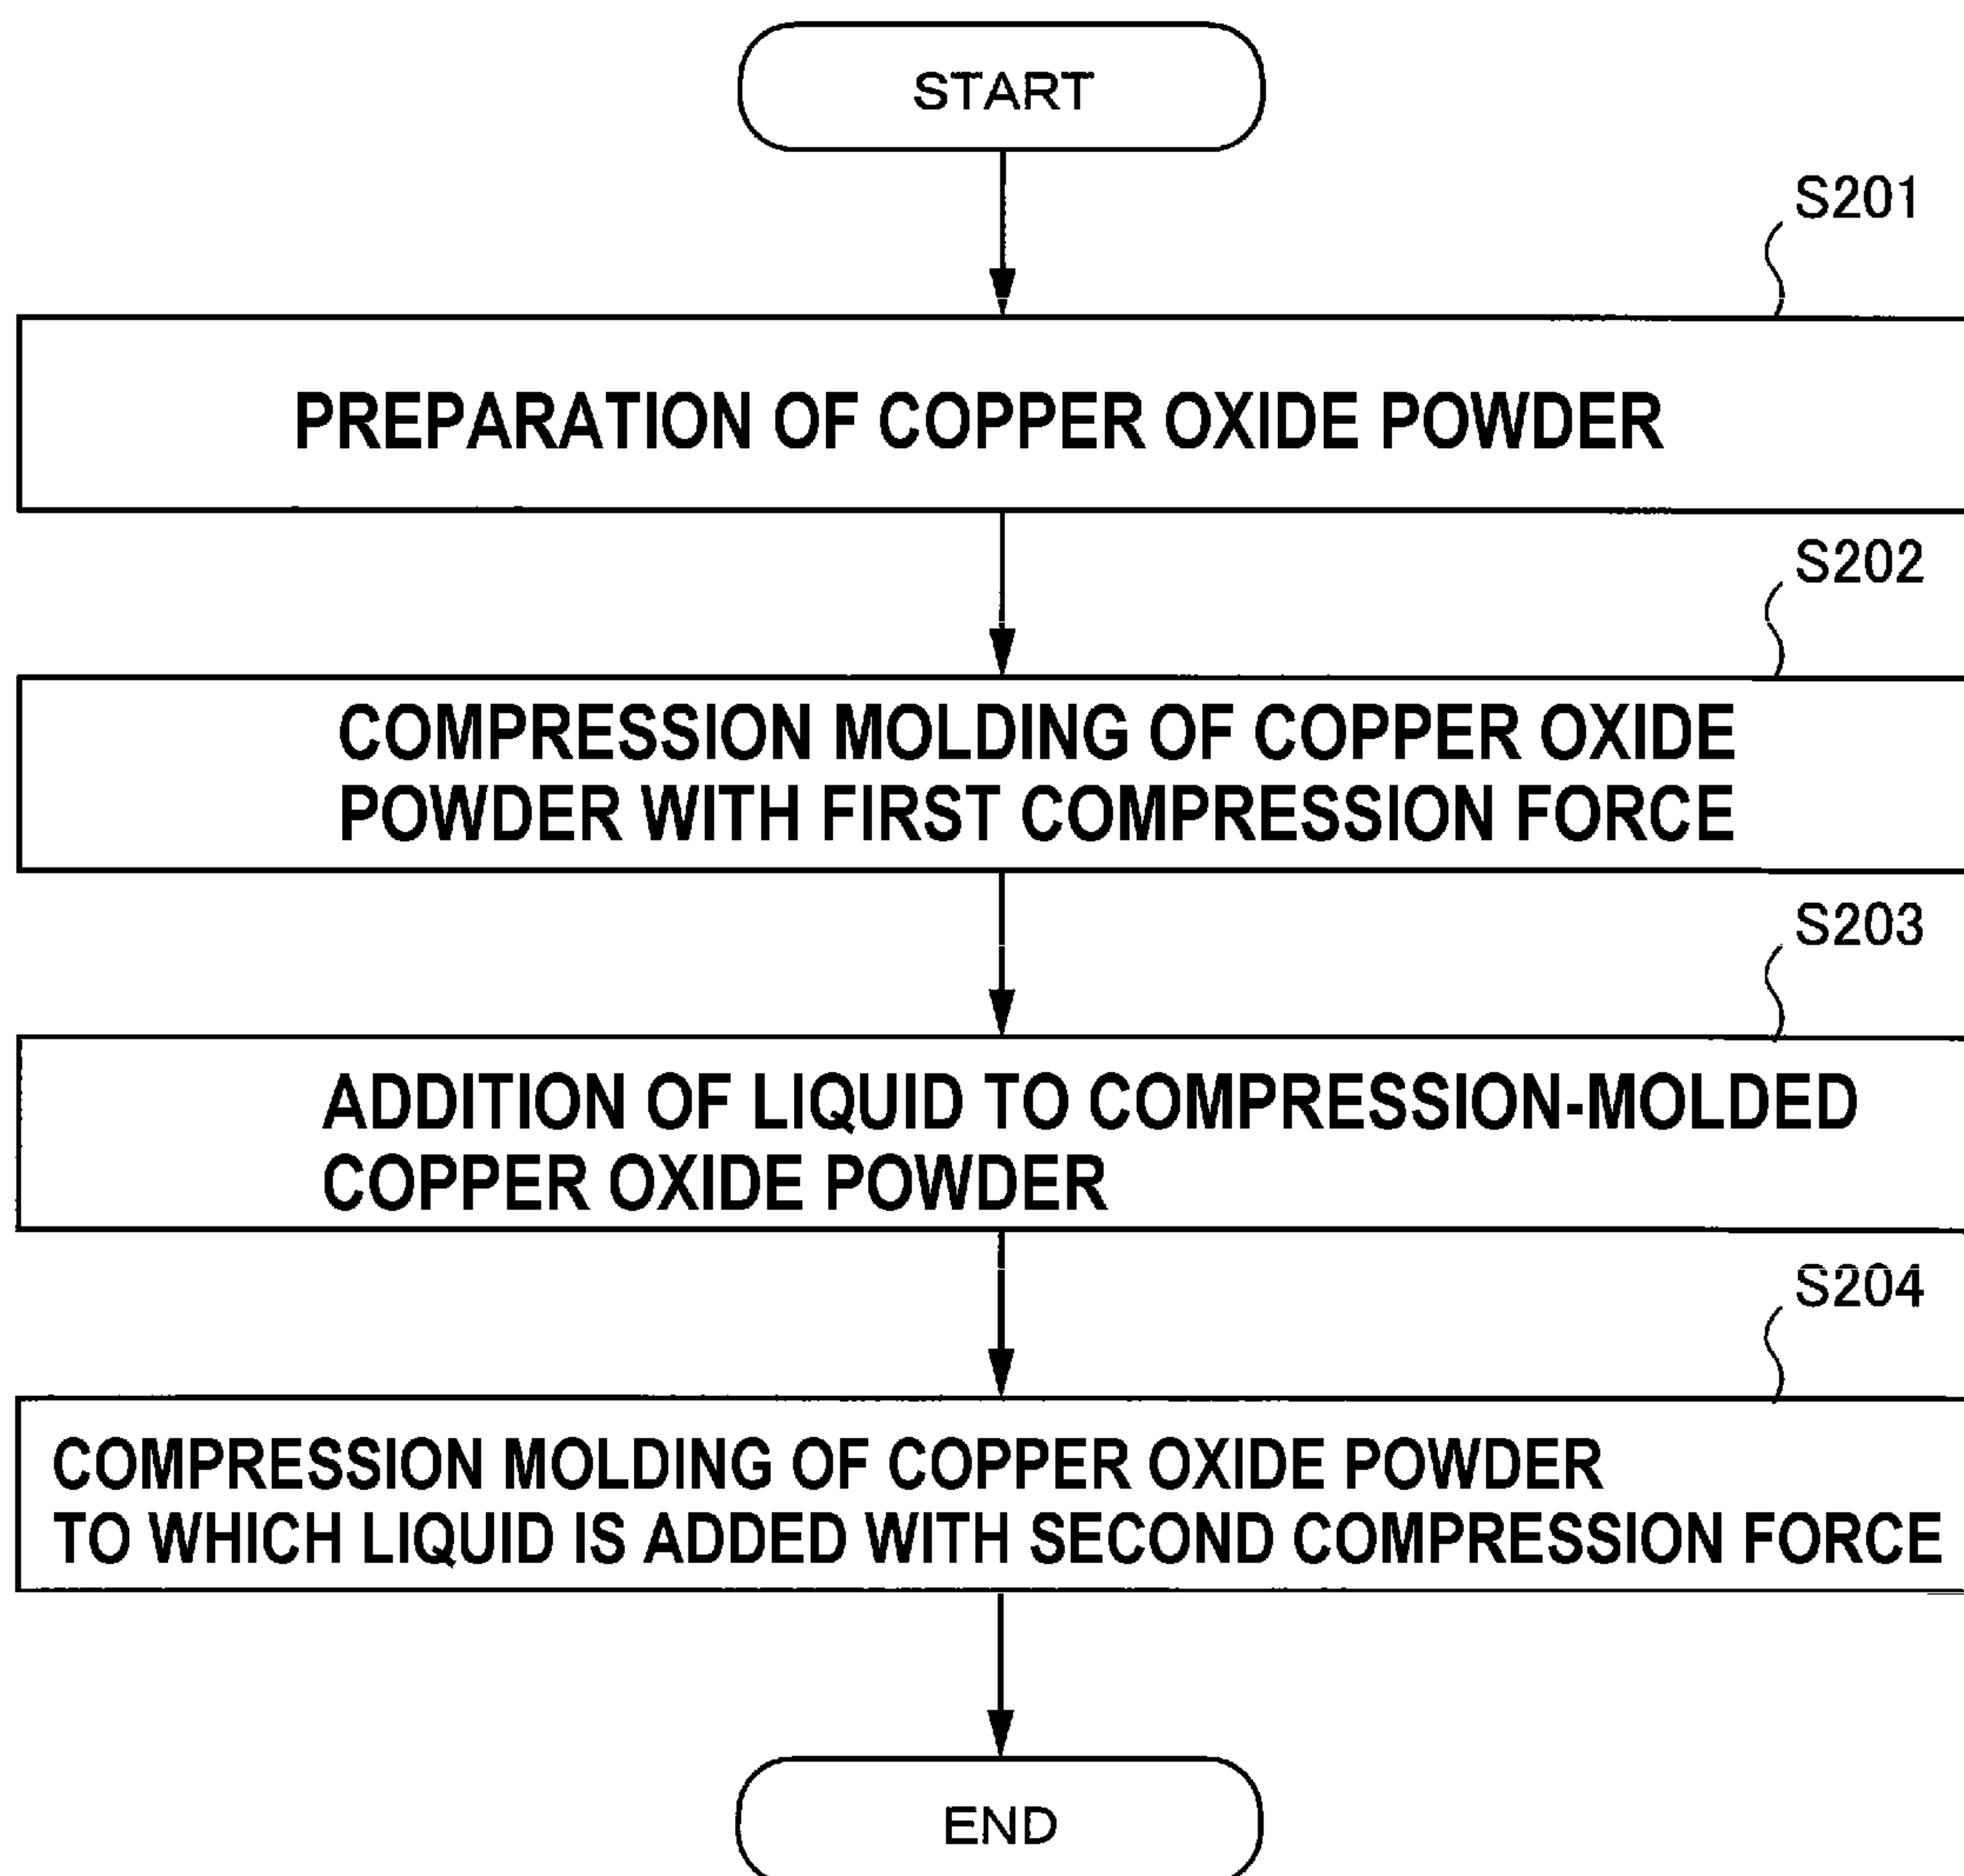 START
S201
PREPARATION OF COPPER OXIDE POWDER
S202
COMPRESSION MOLDING OF COPPER OXIDE
POWDER WITH FIRST COMPRESSION FORCE
S203
ADDITION OF LIQUID TO COMPRESSION-MOLDED
COPPER OXIDE POWDER
S204
COMPRESSION MOLDING OF COPPER OXIDE POWDER
TO WHICH LIQUID IS ADDED WITH SECOND COMPRESSION FORCE
END